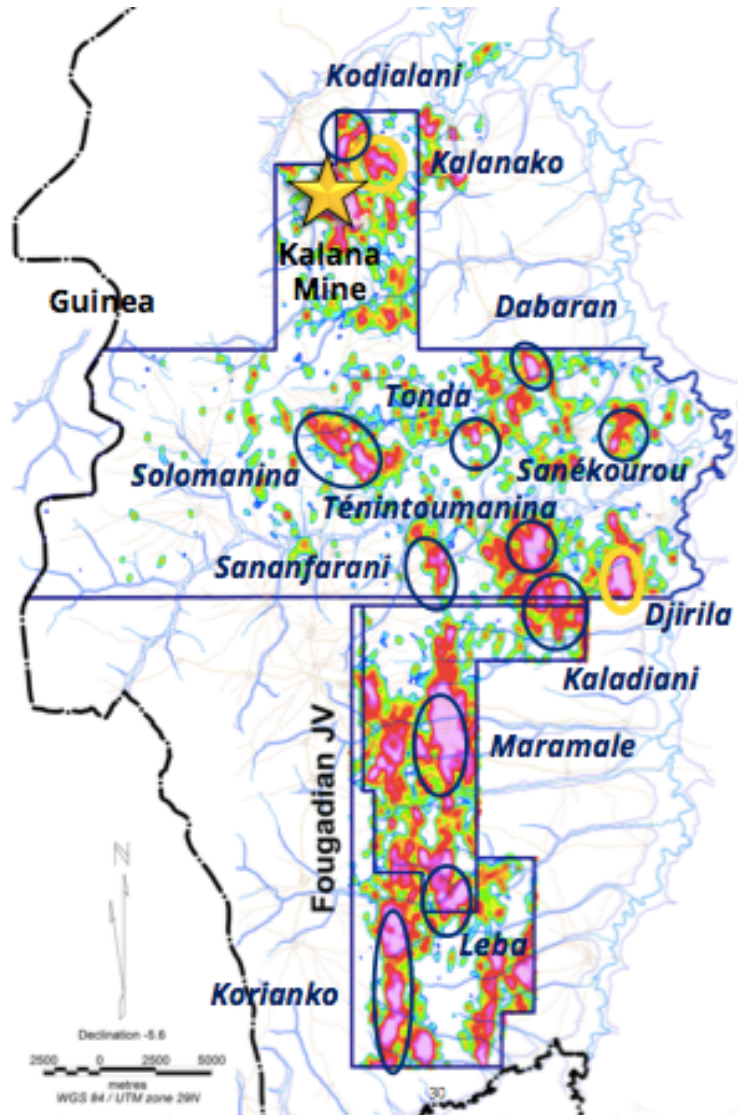 Kodialani
Kalanako
Kalana
Mine
Guinea
Dabaran
Tonda
Solomanina
Sanékourou
Ténintoumanina
Sananfarani
Djirila
Kaladiani
Fougadian JV
Maramale
Leba
Korianko
N
Declination -5.6
2500 0 2500 5000
metres
WGS 84 / UTM zone 29N
30